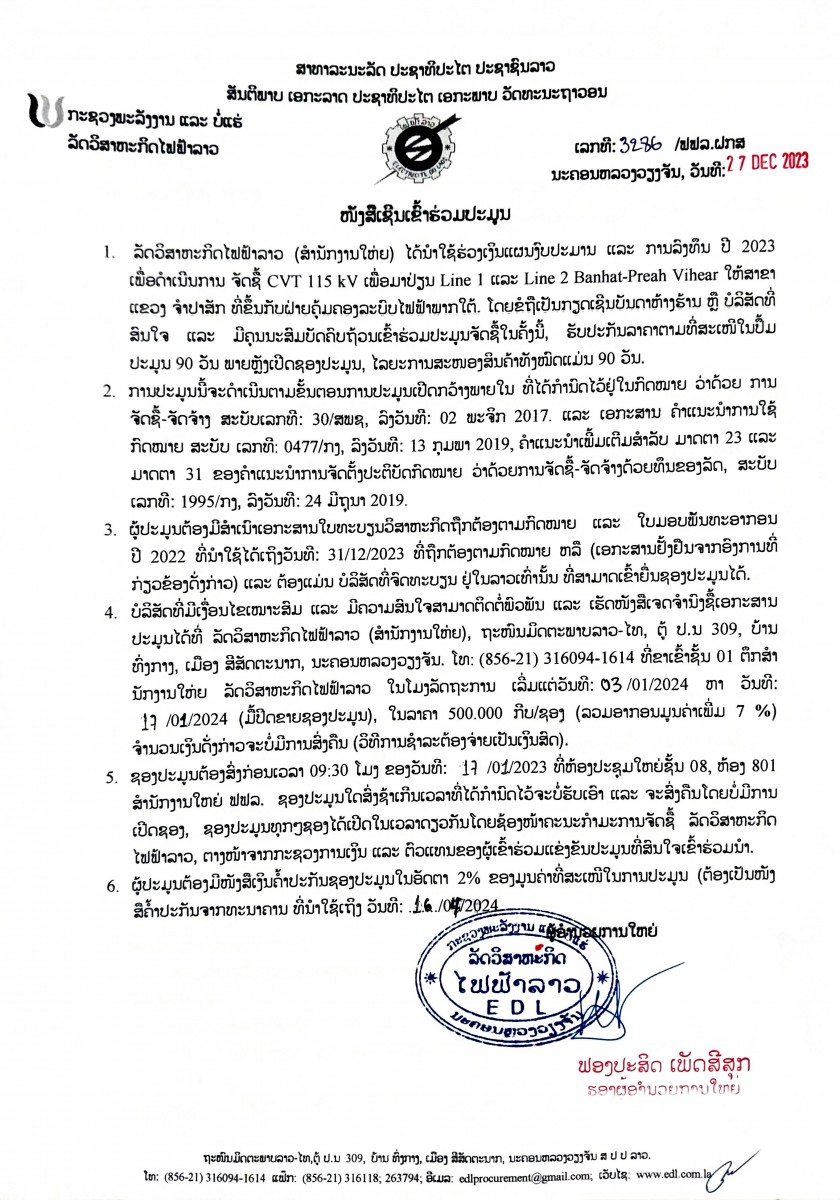 ສາທາລະນະລັດ ປະຊາທິປະໄຕ ປະຊາຊົນລາວ
ສັນຕິພາບ ເອກະລາດ ປະຊາທິປະໄຕ ເອກະພາບ ວັດທະນະຖາວອນ
ກະຊວງພະລັງງານ ແລະ ບໍ່ແຮ່
ລັດວິສາຫະກິດໄຟຟ້າລາວ
ໄຟຟ້າລາວ
ELECTRICITE DU LAOS
ເລກທີ: 3286 /ຟຟລ.ຝກສ
ນະຄອນຫລວງວຽງຈັນ, ວັນທີ: 27 DEC 2023
ໜັງສືເຊີນເຂົ້າຮ່ວມປະມູນ
1. ລັດວິສາຫະກິດໄຟຟ້າລາວ (ສໍານັກງານໃຫ່ຍ) ໄດ້ນໍາໃຊ້ຮ່ວງເງິນແຜນງົບປະມານ ແລະ ການລົງທຶນ ປີ 2023
ເພື່ອດໍາເນີນການ ຈັດຊື້ CVT 115 kV ເພື່ອມາປ່ຽນ Line 1 ແລະ Line 2 Banhat-Preah Vihear ໃຫ້ສາຂາ
ແຂວງ ຈໍາປາສັກ ທີ່ຂຶ້ນກັບຝ່າຍຄຸ້ມຄອງລະບົບໄຟຟ້າພາກໃຕ້. ໂດຍຂໍຖືເປັນກຽດເຊີນບັນດາຫ້າງຮ້ານ ຫຼື ບໍລິສັດທີ່
ສົນໃຈ ແລະ ມີຄຸນນະສົມບັດຄົບຖ້ວນເຂົ້າຮ່ວມປະມູນຈັດຊື້ໃນຄັ້ງນີ້, ຮັບປະກັນລາຄາຕາມທີ່ສະເໜີໃນປຶ້ມ
ປະມູນ 90 ວັນ ພາຍຫຼັງເປີດຊອງປະມູນ, ໄລຍະການສະໜອງສິນຄ້າທັງໝົດແມ່ນ 90 ວັນ.
2. ການປະມູນນີ້ຈະດໍາເນີນຕາມຂັ້ນຕອນການປະມູນເປີດກວ້າງພາຍໃນ ທີ່ໄດ້ກໍານົດໄວ້ຢູ່ໃນກົດໝາຍ ວ່າດ້ວຍ ການ
ຈັດຊື້-ຈັດຈ້າງ ສະບັບເລກທີ: 30/ສພຊ, ລົງວັນທີ: 02 ພະຈິກ 2017. ແລະ ເອກະສານ ຄໍາແນະນໍາການໃຊ້
ກົດໝາຍ ສະບັບ ເລກທີ: 0477/ກງ, ລົງວັນທີ: 13 ກຸມພາ 2019, ຄໍາແນະນໍາເພີ້ມເຕີມສໍາລັບ ມາດຕາ 23 ແລະ
ມາດຕາ 31 ຂອງຄໍາແນະນໍາການຈັດຕັ້ງປະຕິບັດກົດໝາຍ ວ່າດ້ວຍການຈັດຊື້-ຈັດຈ້າງດ້ວຍທຶນຂອງລັດ, ສະບັບ
ເລກທີ: 1995/ກງ, ລົງວັນທີ: 24 ມິຖຸນາ 2019.
3. ຜູ້ປະມູນຕ້ອງມີສໍາເນົາເອກະສານໃບທະບຽນວິສາຫະກິດຖືກຕ້ອງຕາມກົດໝາຍ ແລະ ໃບມອບພັນທະອາກອນ
ປີ 2022 ທີ່ນໍາໃຊ້ໄດ້ເຖິງວັນທີ: 31/12/2023 ທີ່ຖືກຕ້ອງຕາມກົດໝາຍ ຫລື (ເອກະສານຢັ້ງຢືນຈາກອົງການທີ່
ກ່ຽວຂ້ອງດັ່ງກ່າວ) ແລະ ຕ້ອງແມ່ນ ບໍລິສັດທີ່ຈົດທະບຽນ ຢູ່ໃນລາວເທົ່ານັ້ນ ທີ່ສາມາດເຂົ້າຍື່ນຊອງປະມູນໄດ້.
4. ບໍລິສັດທີ່ມີເງື່ອນໄຂເໝາະສົມ ແລະ ມີຄວາມສົນໃຈສາມາດຕິດຕໍ່ພົວພັນ ແລະ ເຮັດໜັງສືເຈດຈໍານົງຊື້ເອກະສານ
ປະມູນໄດ້ທີ່ ລັດວິສາຫະກິດໄຟຟ້າລາວ (ສໍານັກງານໃຫ່ຍ), ຖະໜົນມິດຕະພາບລາວ-ໄທ, ຕູ້ ປ.ນ 309, ບ້ານ
ທົ່ງກາງ, ເມືອງ ສີສັດຕະນາກ, ນະຄອນຫລວງວຽງຈັນ. ໂທ: (856-21) 316094-1614 ທີ່ຂາເຂົ້າຊັ້ນ 01 ຕຶກສໍາ
ນັກງານໃຫ່ຍ ລັດວິສາຫະກິດໄຟຟ້າລາວ ໃນໂມງລັດຖະການ ເລີ່ມແຕ່ວັນທີ: 03 /01/2024 ຫາ ວັນທີ:
17 /01/2024 (ມື້ປິດຂາຍຊອງປະມູນ), ໃນລາຄາ 500.000 ກີບ/ຊອງ (ລວມອາກອນມູນຄ່າເພີ່ມ 7 %)
ຈໍານວນເງິນດັ່ງກ່າວຈະບໍ່ມີການສົ່ງຄືນ (ວິທີການຊໍາລະຕ້ອງຈ່າຍເປັນເງິນສົດ).
5. ຊອງປະມູນຕ້ອງສົ່ງກ່ອນເວລາ 09:30 ໂມງ ຂອງວັນທີ: 17 /01/2023 ທີ່ຫ້ອງປະຊຸມໃຫຍ່ຊັ້ນ 08, ຫ້ອງ 801
ສໍານັກງານໃຫຍ່ ຟຟລ. ຊອງປະມູນໃດສົ່ງຊ້າເກີນເວລາທີ່ໄດ້ກໍານົດໄວ້ຈະບໍ່ຮັບເອົາ ແລະ ຈະສົ່ງຄືນໂດຍບໍ່ມີການ
ເປີດຊອງ, ຊອງປະມູນທຸກໆຊອງໄດ້ເປີດໃນເວລາດຽວກັນໂດຍຊ້ອງໜ້າຄະນະກໍາມະການຈັດຊື້ ລັດວິສາຫະກິດ
ໄຟຟ້າລາວ, ຕາງໜ້າຈາກກະຊວງການເງິນ ແລະ ຕົວແທນຂອງຜູ້ເຂົ້າຮ່ວມແຂ່ງຂັນປະມູນທີ່ສົນໃຈເຂົ້າຮ່ວມນໍາ.
6. ຜູ້ປະມູນຕ້ອງມີໜັງສືເງິນຄໍ້າປະກັນຊອງປະມູນໃນອັດຕາ 2% ຂອງມູນຄ່າທີ່ສະເໜີໃນການປະມູນ (ຕ້ອງເປັນໜັງ
ສືຄໍ້າປະກັນຈາກທະນາຄານ ທີ່ນໍາໃຊ້ເຖິງ ວັນທີ: 16 /04/2024
ຜູ້ອໍານວຍການໃຫຍ່
ກະຊວງພະລັງງານ ແລະ ບໍ່ແຮ່
ລັດວິສາຫະກິດ
ໄຟຟ້າລາວ
EDL
ນະຄອນຫຼວງວຽງຈັນ
ຟອງປະສິດ ເພັດສີສຸກ
ຮອງຜູ້ອໍານວຍການໃຫຍ່
ຖະໜົນມິດຕະພາບລາວ-ໄທ,ຕູ້ ປ.ນ 309, ບ້ານ ທົ່ງກາງ, ເມືອງ ສີສັດຕະນາກ, ນະຄອນຫລວງວຽງຈັນ ສ ປ ປ ລາວ.
ໂທ: (856-21) 316094-1614 ແຟັກ: (856-21) 316118; 263794; ອີເມລ: edlprocurement@gmail.com; ເວັບໄຊ: www.edl.com.la